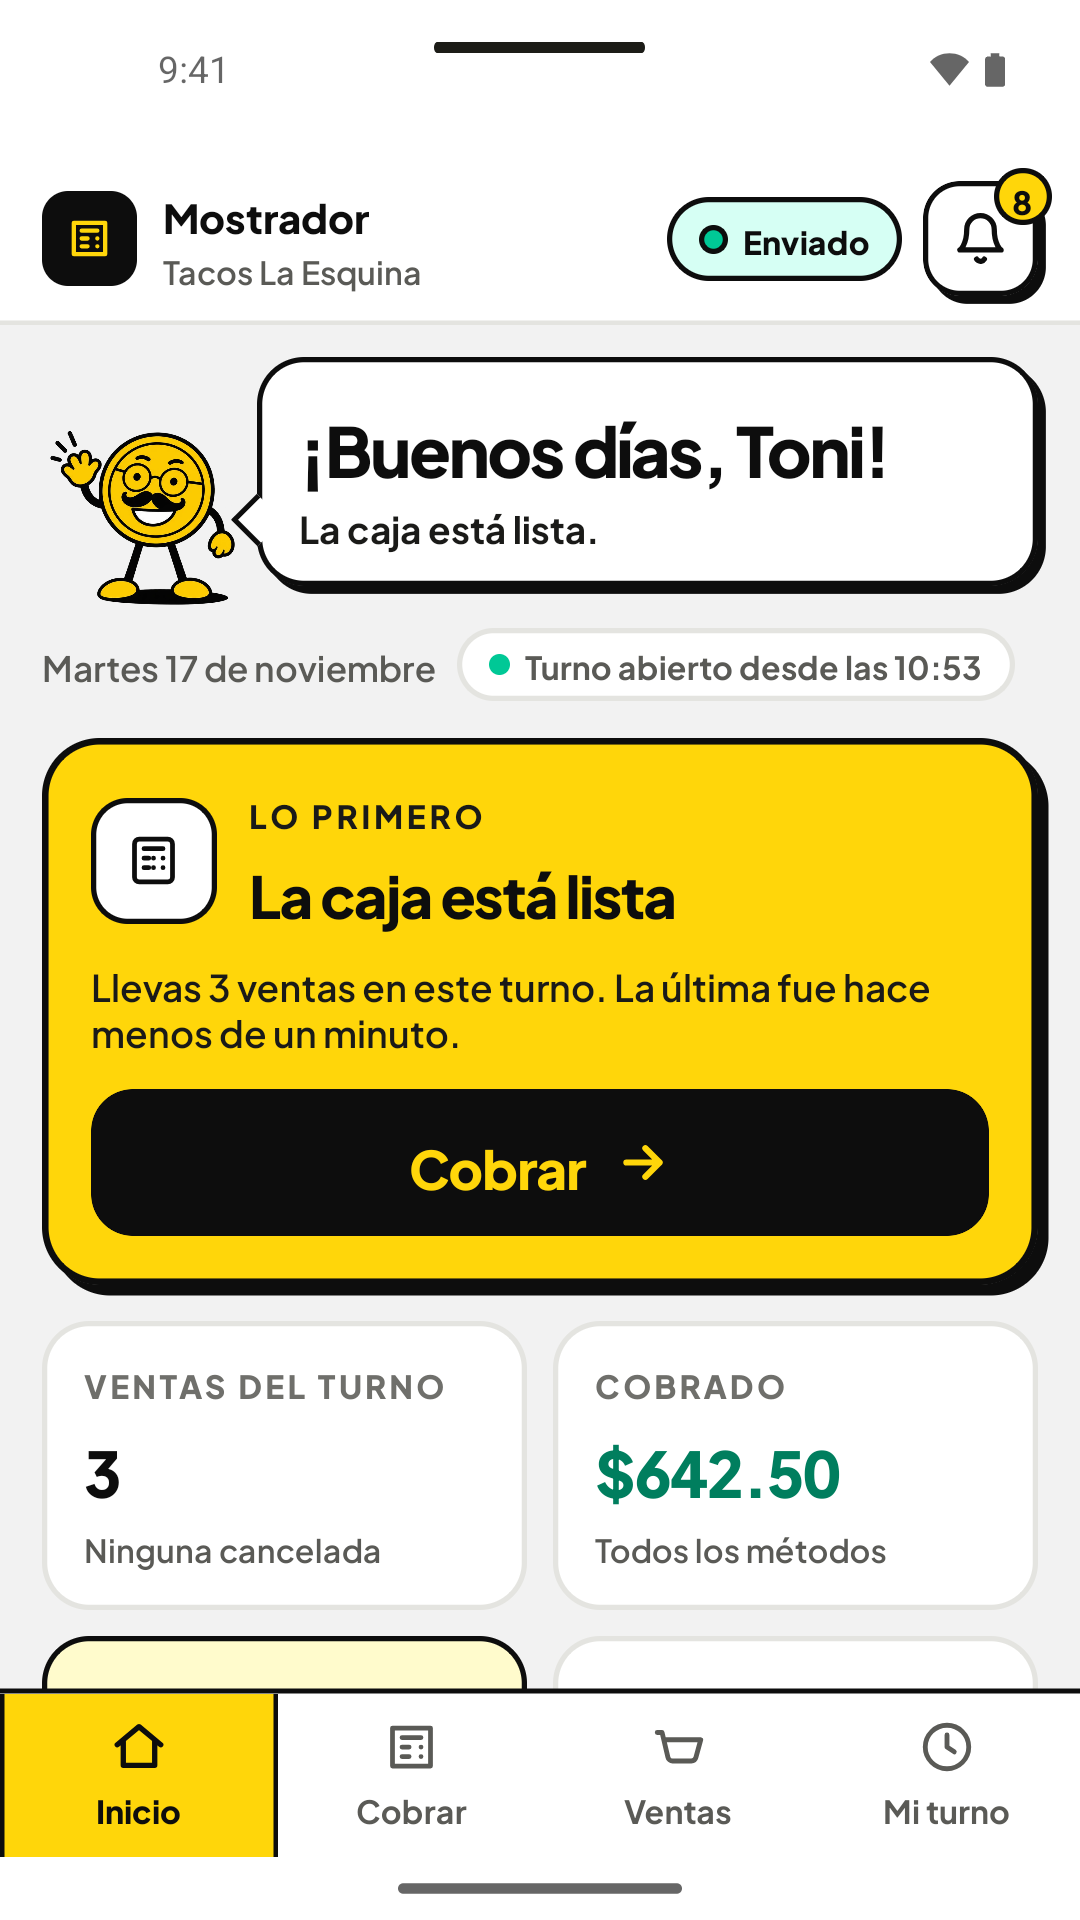 9:41
Mostrador
Tacos La Esquina
Enviado
8
¡Buenos días, Toni!
La caja está lista.
Martes 17 de noviembre
Turno abierto desde las 10:53
LO PRIMERO
La caja está lista
Llevas 3 ventas en este turno. La última fue hace
menos de un minuto.
Cobrar
VENTAS DEL TURNO
3
Ninguna cancelada
COBRADO
$642.50
Todos los métodos
Inicio
Cobrar
Ventas
Mi turno